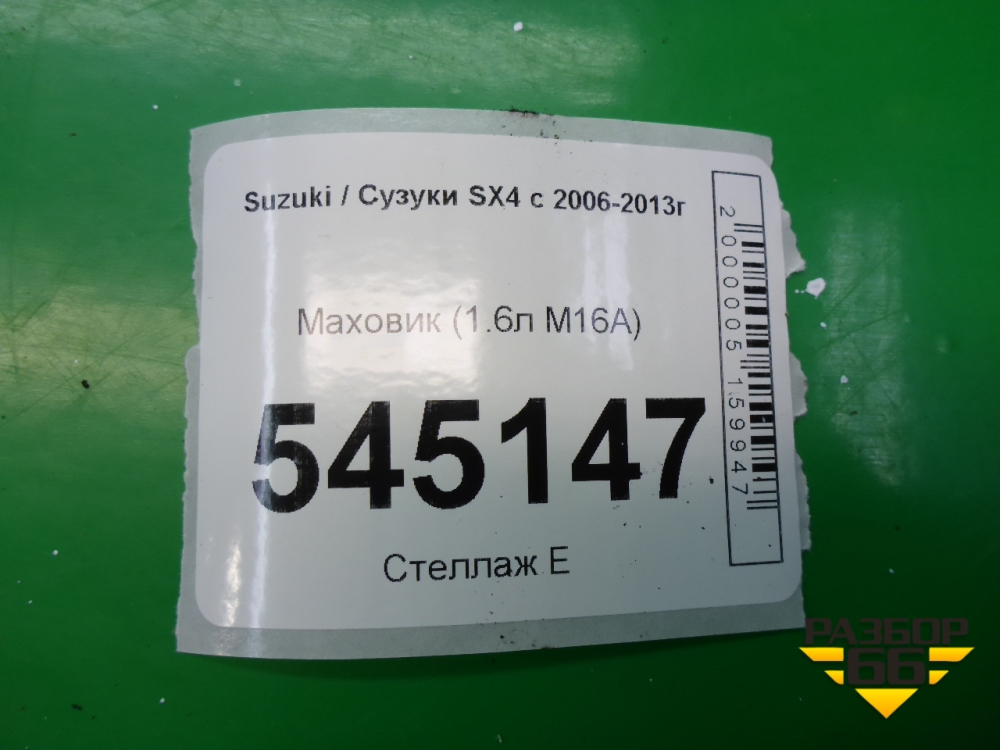 Suzuki / Сузуки SX4 с 2006-2013г
Маховик (1.6л M16A)
545147
Стеллаж Е
2000005159947
РАЗБОР
66